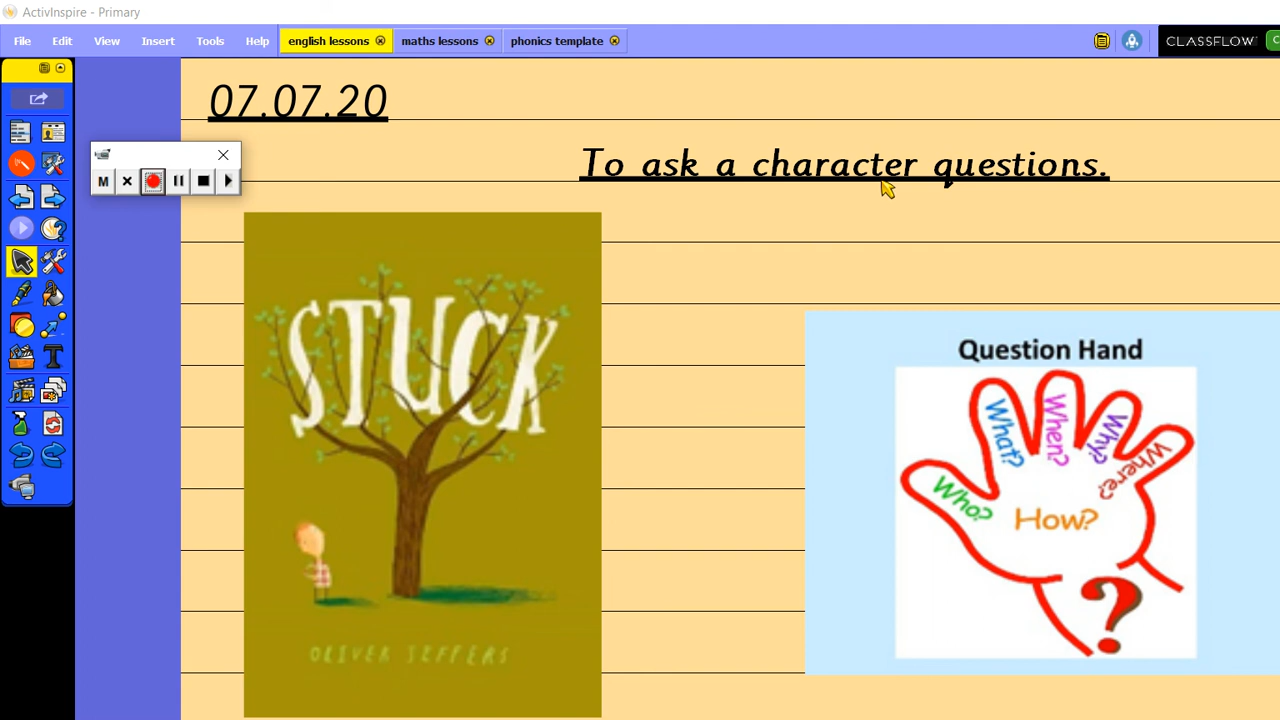 ActivInspire - Primary
File Edit View Insert Tools Help english lessons maths lessons phonics template CLASSFLOW
07.07.20
M
To ask a character questions.
STUCK
OLIVER JEFFERS
Question Hand
Who?
What?
When?
Why?
Where?
How?
?